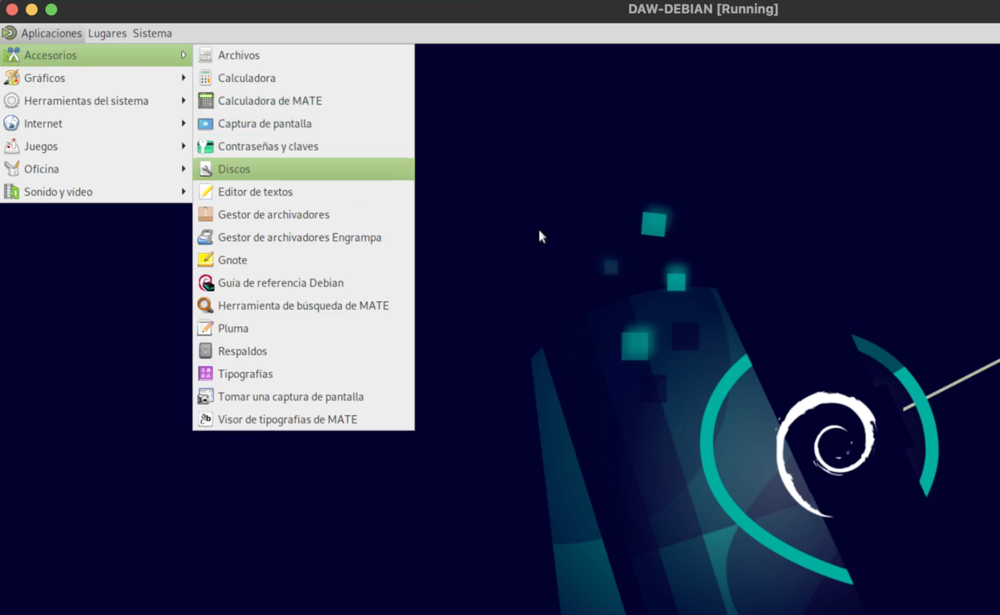 DAW-DEBIAN [Running]
Aplicaciones Lugares Sistema
Accesorios
Gráficos
Herramientas del sistema
Internet
Juegos
Oficina
Sonido y vídeo
Archivos
Calculadora
Calculadora de MATE
Captura de pantalla
Contraseñas y claves
Discos
Editor de textos
Gestor de archivadores
Gestor de archivadores Engrampa
Gnote
Guía de referencia Debian
Herramienta de búsqueda de MATE
Pluma
Respaldos
Tipografías
Tomar una captura de pantalla
Visor de tipografías de MATE